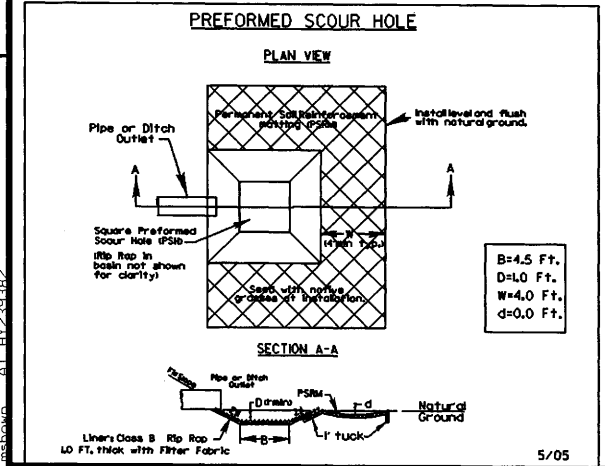 PREFORMED SCOUR HOLE
PLAN VIEW
Permanent Soil Reinforcement
matting (PSRM)
Install level and flush
with natural ground.
Pipe or Ditch
Outlet
A
A
Square Preformed
Scour Hole (PSH)
(Rip Rap in
basin not shown
for clarity)
W
(4' min typ.)
Seed with native
grasses at installation.
B=4.5 Ft.
D=1.0 Ft.
W=4.0 Ft.
d=0.0 Ft.
SECTION A-A
Pipe or Ditch
Outlet
D
PSRM
d
Natural
Ground
B
1' tuck
Liner: Class B Rip Rap
1.0 FT. thick with Filter Fabric
5/05